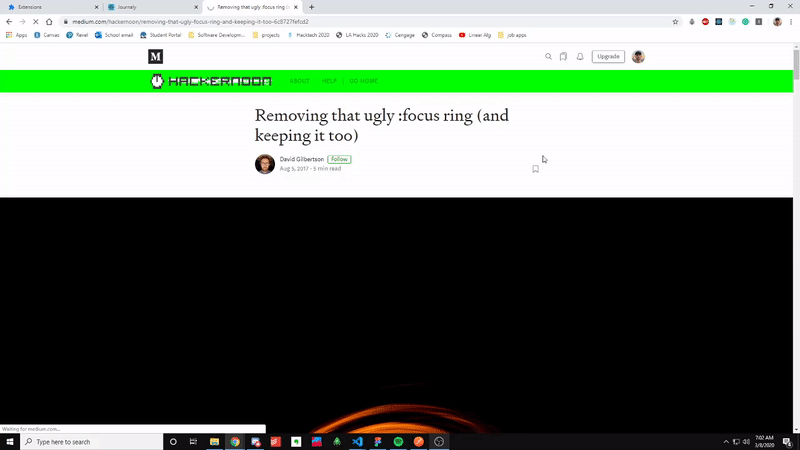 Extensions
Journely
Removing that ugly :focus ring (
medium.com/hackernoon/removing-that-ugly-focus-ring-and-keeping-it-too-6c8727fefcd2
Apps
Canvas
Revel
School email
Student Portal
Software Developm...
projects
Hacktech 2020
LA Hacks 2020
Cengage
Compass
Linear Alg
job apps
M
Upgrade
HACKERNOON
ABOUT
HELP
GO HOME
Removing that ugly :focus ring (and
keeping it too)
David Gilbertson
Follow
Aug 5, 2017 · 5 min read
Waiting for medium.com...
Type here to search
7:02 AM
3/8/2020